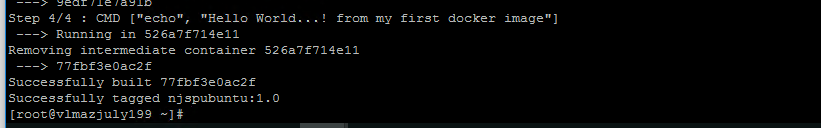 ---> 9edf71e7a91b
Step 4/4 : CMD ["echo", "Hello World...! from my first docker image"]
---> Running in 526a7f714e11
Removing intermediate container 526a7f714e11
---> 77fbf3e0ac2f
Successfully built 77fbf3e0ac2f
Successfully tagged njspubuntu:1.0
[root@vlmazjuly199 ~]#